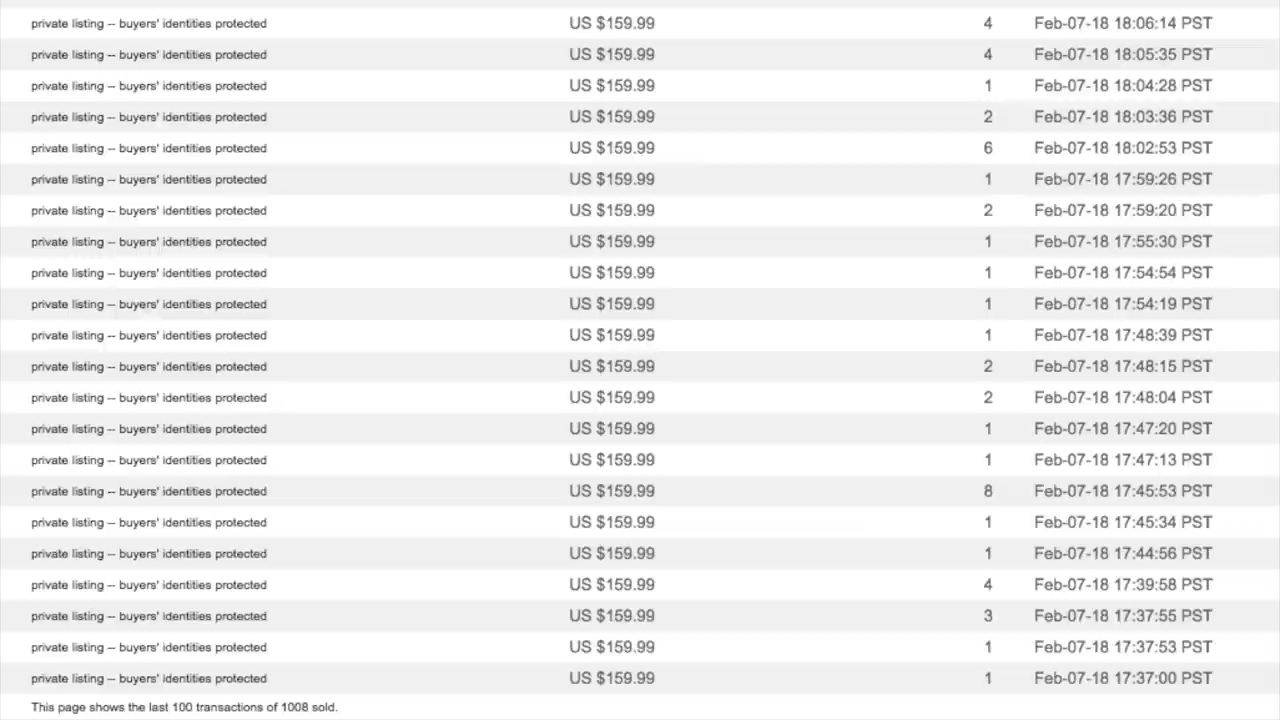 private listing -- buyers' identities protected US $159.99 4 Feb-07-18 18:06:14 PST
private listing -- buyers' identities protected US $159.99 4 Feb-07-18 18:05:35 PST
private listing -- buyers' identities protected US $159.99 1 Feb-07-18 18:04:28 PST
private listing -- buyers' identities protected US $159.99 2 Feb-07-18 18:03:36 PST
private listing -- buyers' identities protected US $159.99 6 Feb-07-18 18:02:53 PST
private listing -- buyers' identities protected US $159.99 1 Feb-07-18 17:59:26 PST
private listing -- buyers' identities protected US $159.99 2 Feb-07-18 17:59:20 PST
private listing -- buyers' identities protected US $159.99 1 Feb-07-18 17:55:30 PST
private listing -- buyers' identities protected US $159.99 1 Feb-07-18 17:54:54 PST
private listing -- buyers' identities protected US $159.99 1 Feb-07-18 17:54:19 PST
private listing -- buyers' identities protected US $159.99 1 Feb-07-18 17:48:39 PST
private listing -- buyers' identities protected US $159.99 2 Feb-07-18 17:48:15 PST
private listing -- buyers' identities protected US $159.99 2 Feb-07-18 17:48:04 PST
private listing -- buyers' identities protected US $159.99 1 Feb-07-18 17:47:20 PST
private listing -- buyers' identities protected US $159.99 1 Feb-07-18 17:47:13 PST
private listing -- buyers' identities protected US $159.99 8 Feb-07-18 17:45:53 PST
private listing -- buyers' identities protected US $159.99 1 Feb-07-18 17:45:34 PST
private listing -- buyers' identities protected US $159.99 1 Feb-07-18 17:44:56 PST
private listing -- buyers' identities protected US $159.99 4 Feb-07-18 17:39:58 PST
private listing -- buyers' identities protected US $159.99 3 Feb-07-18 17:37:55 PST
private listing -- buyers' identities protected US $159.99 1 Feb-07-18 17:37:53 PST
private listing -- buyers' identities protected US $159.99 1 Feb-07-18 17:37:00 PST
This page shows the last 100 transactions of 1008 sold.